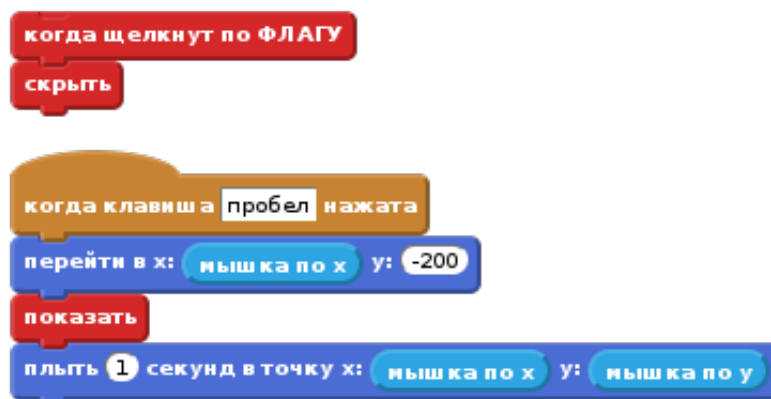 когда щелкнут по ФЛАГУ
скрыть
когда клавиша пробел нажата
перейти в x: мышка по x y: -200
показать
плыть 1 секунд в точку x: мышка по x y: мышка по y